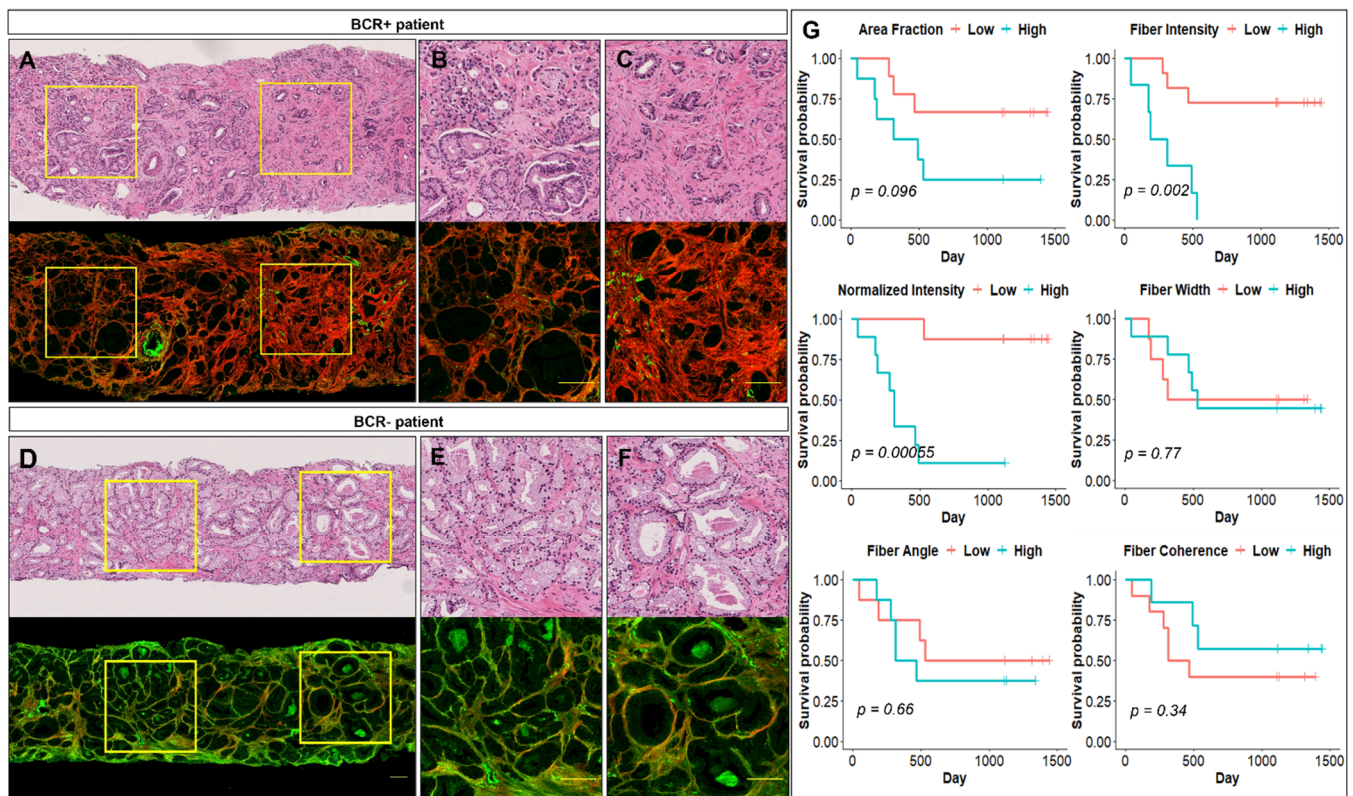 BCR+ patient
A
B
C
BCR- patient
D
E
F
G
Area Fraction Low High
Survival probability
1.00
0.75
0.50
0.25
0.00
p = 0.096
0 500 1000 1500
Day
Fiber Intensity Low High
Survival probability
1.00
0.75
0.50
0.25
0.00
p = 0.002
0 500 1000 1500
Day
Normalized Intensity Low High
Survival probability
1.00
0.75
0.50
0.25
0.00
p = 0.00055
0 500 1000 1500
Day
Fiber Width Low High
Survival probability
1.00
0.75
0.50
0.25
0.00
p = 0.77
0 500 1000 1500
Day
Fiber Angle Low High
Survival probability
1.00
0.75
0.50
0.25
0.00
p = 0.66
0 500 1000 1500
Day
Fiber Coherence Low High
Survival probability
1.00
0.75
0.50
0.25
0.00
p = 0.34
0 500 1000 1500
Day